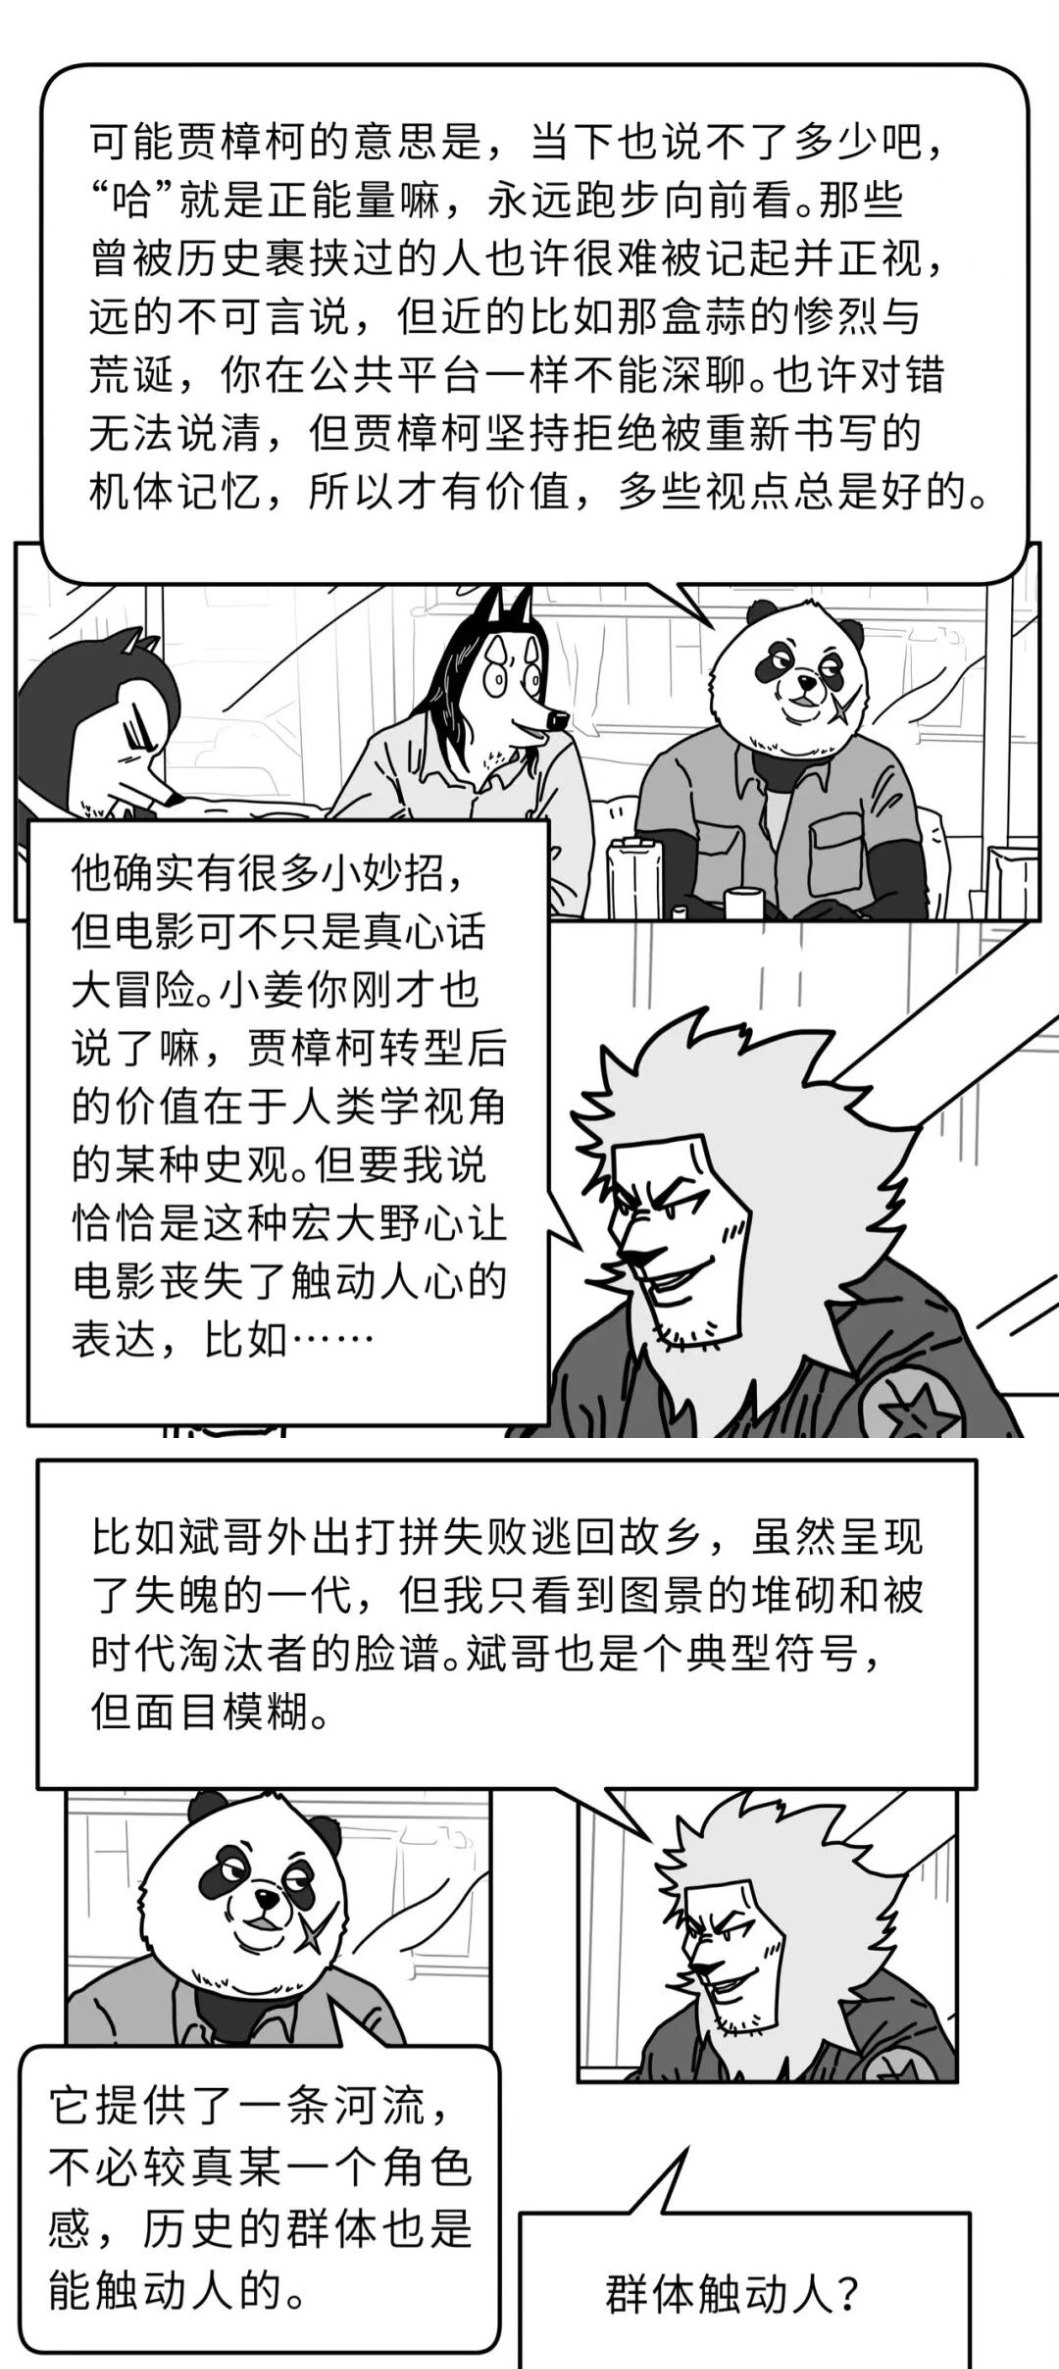 可能贾樟柯的意思是，当下也说不了多少吧，
“哈”就是正能量嘛，永远跑步向前看。那些
曾被历史裹挟过的人也许很难被记起并正视，
远的不可言说，但近的比如那盒蒜的惨烈与
荒诞，你在公共平台一样不能深聊。也许对错
无法说清，但贾樟柯坚持拒绝被重新书写的
机体记忆，所以才有价值，多些视点总是好的。
他确实有很多小妙招，
但电影可不只是真心话
大冒险。小姜你刚才也
说了嘛，贾樟柯转型后
的价值在于人类学视角
的某种史观。但要我说
恰恰是这种宏大野心让
电影丧失了触动人心的
表达，比如……
比如斌哥外出打拼失败逃回故乡，虽然呈现
了失魄的一代，但我只看到图景的堆砌和被
时代淘汰者的脸谱。斌哥也是个典型符号，
但面目模糊。
它提供了一条河流，
不必较真某一个角色
感，历史的群体也是
能触动人的。
群体触动人？